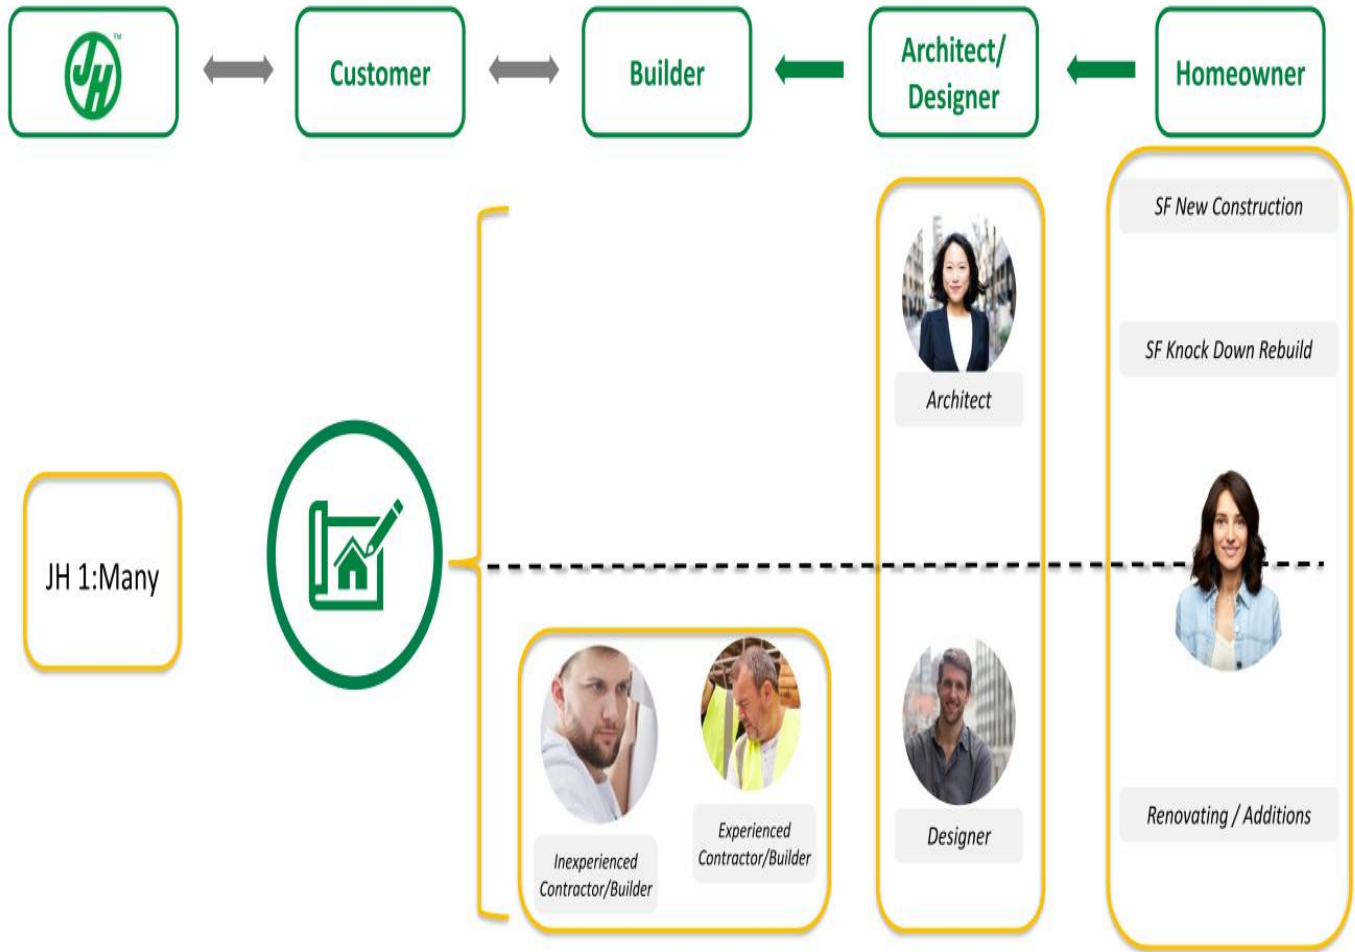 JH
™
Customer
Builder
Architect/
Designer
Homeowner
SF New Construction
SF Knock Down Rebuild
Architect
JH 1:Many
Inexperienced
Contractor/Builder
Experienced
Contractor/Builder
Designer
Renovating / Additions